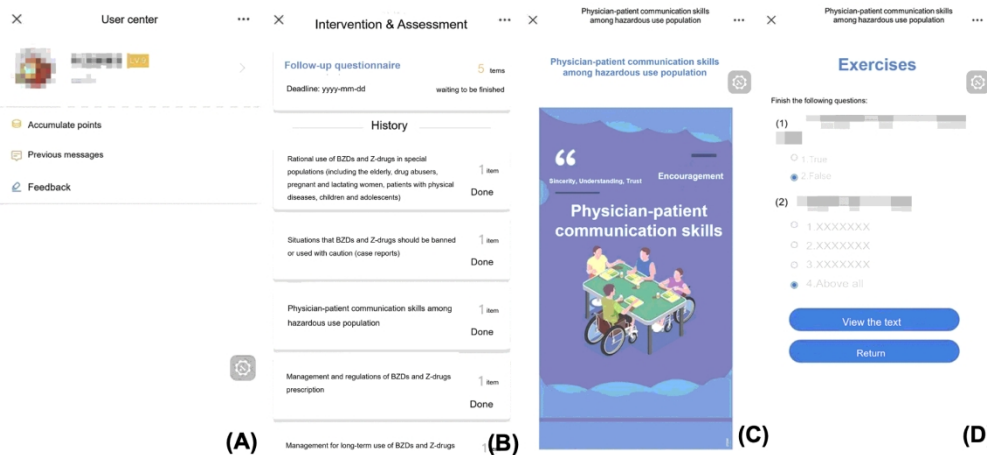 User center
LV 0
Accumulate points
Previous messages
Feedback
(A)
Intervention & Assessment
Follow-up questionnaire
5 items
Deadline: yyyy-mm-dd
waiting to be finished
History
Rational use of BZDs and Z-drugs in special
populations (including the elderly, drug abusers,
pregnant and lactating women, patients with physical
diseases, children and adolescents)
1 item
Done
Situations that BZDs and Z-drugs should be banned
or used with caution (case reports)
1 item
Done
Physician-patient communication skills among
hazardous use population
1 item
Done
Management and regulations of BZDs and Z-drugs
prescription
1 item
Done
Management for long-term use of BZDs and Z-drugs
1
(B)
Physician-patient communication skills
among hazardous use population
Physician-patient communication skills
among hazardous use population
Sincerity, Understanding, Trust
Encouragement
Physician-patient
communication skills
(C)
Physician-patient communication skills
among hazardous use population
Exercises
Finish the following questions:
(1)
1.True
2.False
(2)
1.XXXXXXX
2.XXXXXXX
3.XXXXXXX
4.Above all
View the text
Return
(D